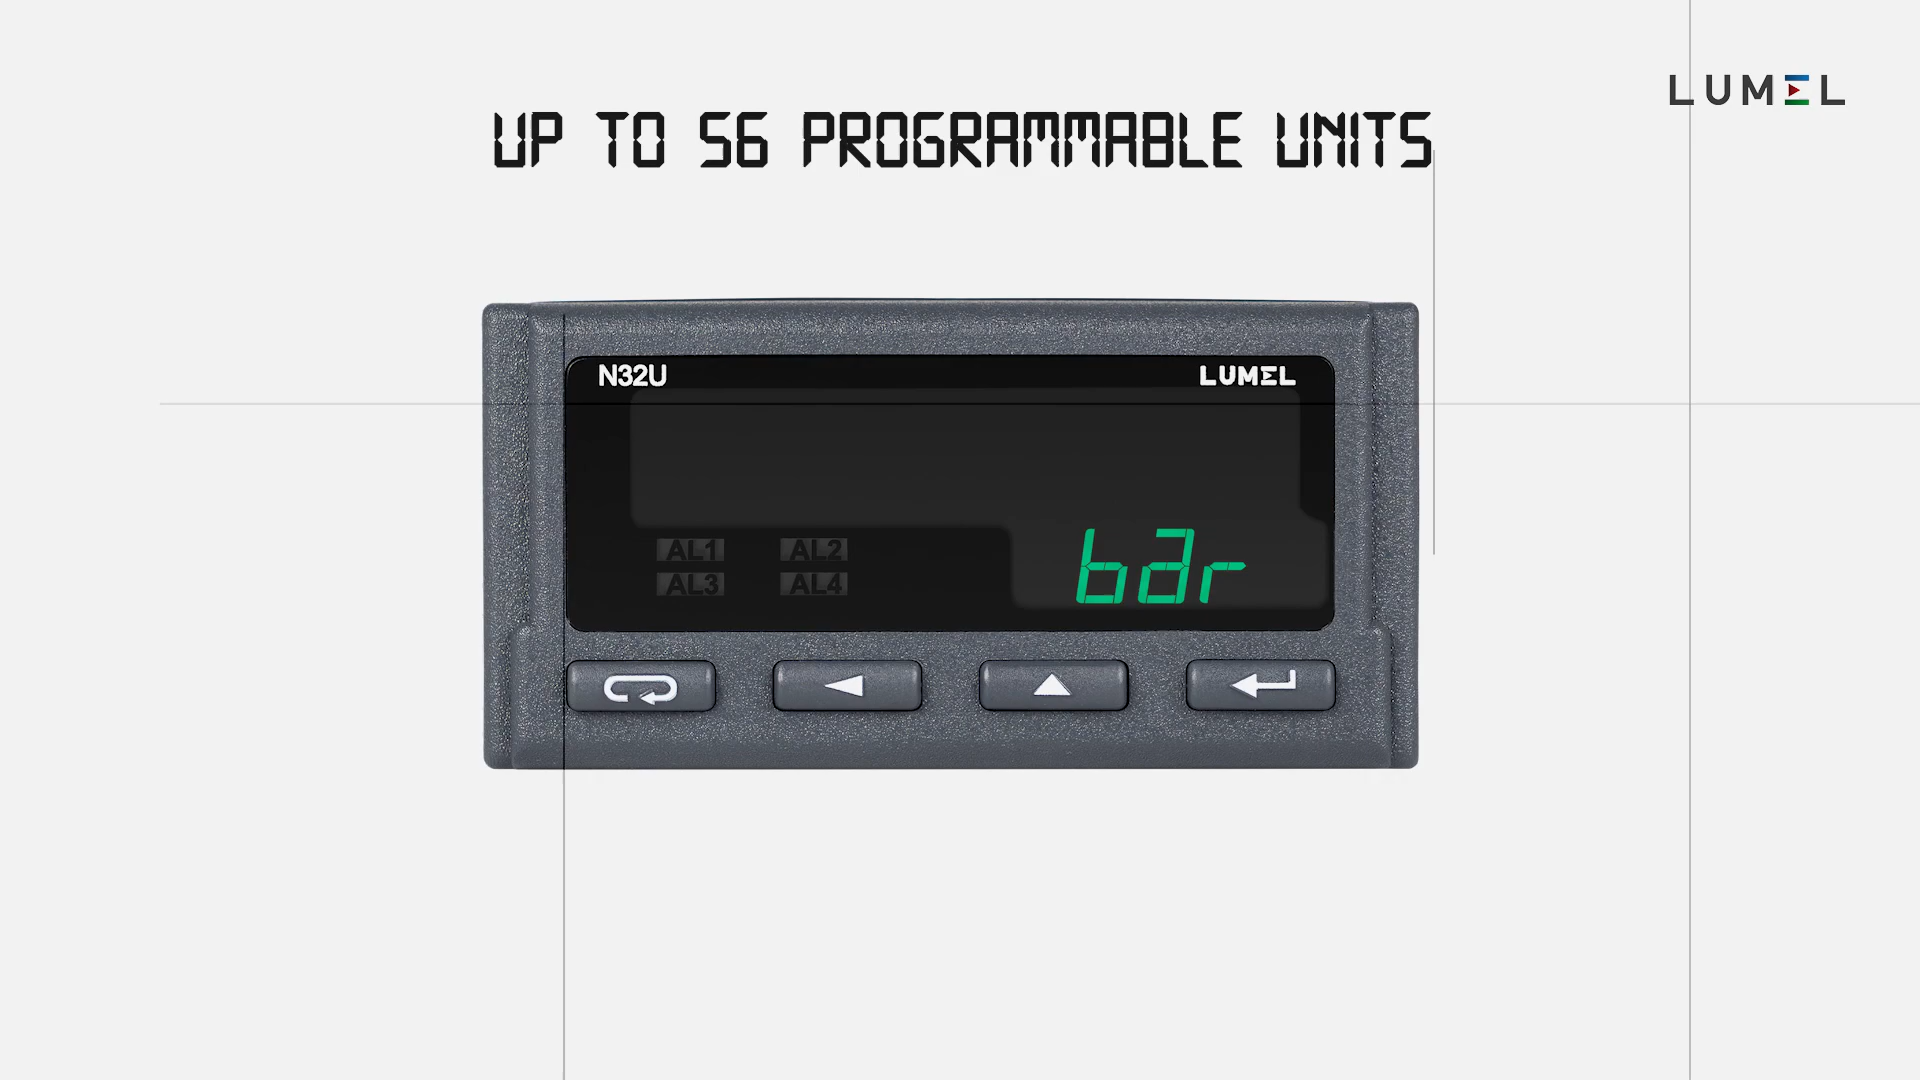 LUMEL
UP TO 56 PROGRAMMABLE UNITS
N32U
LUMEL
AL1 AL2
AL3 AL4
bar